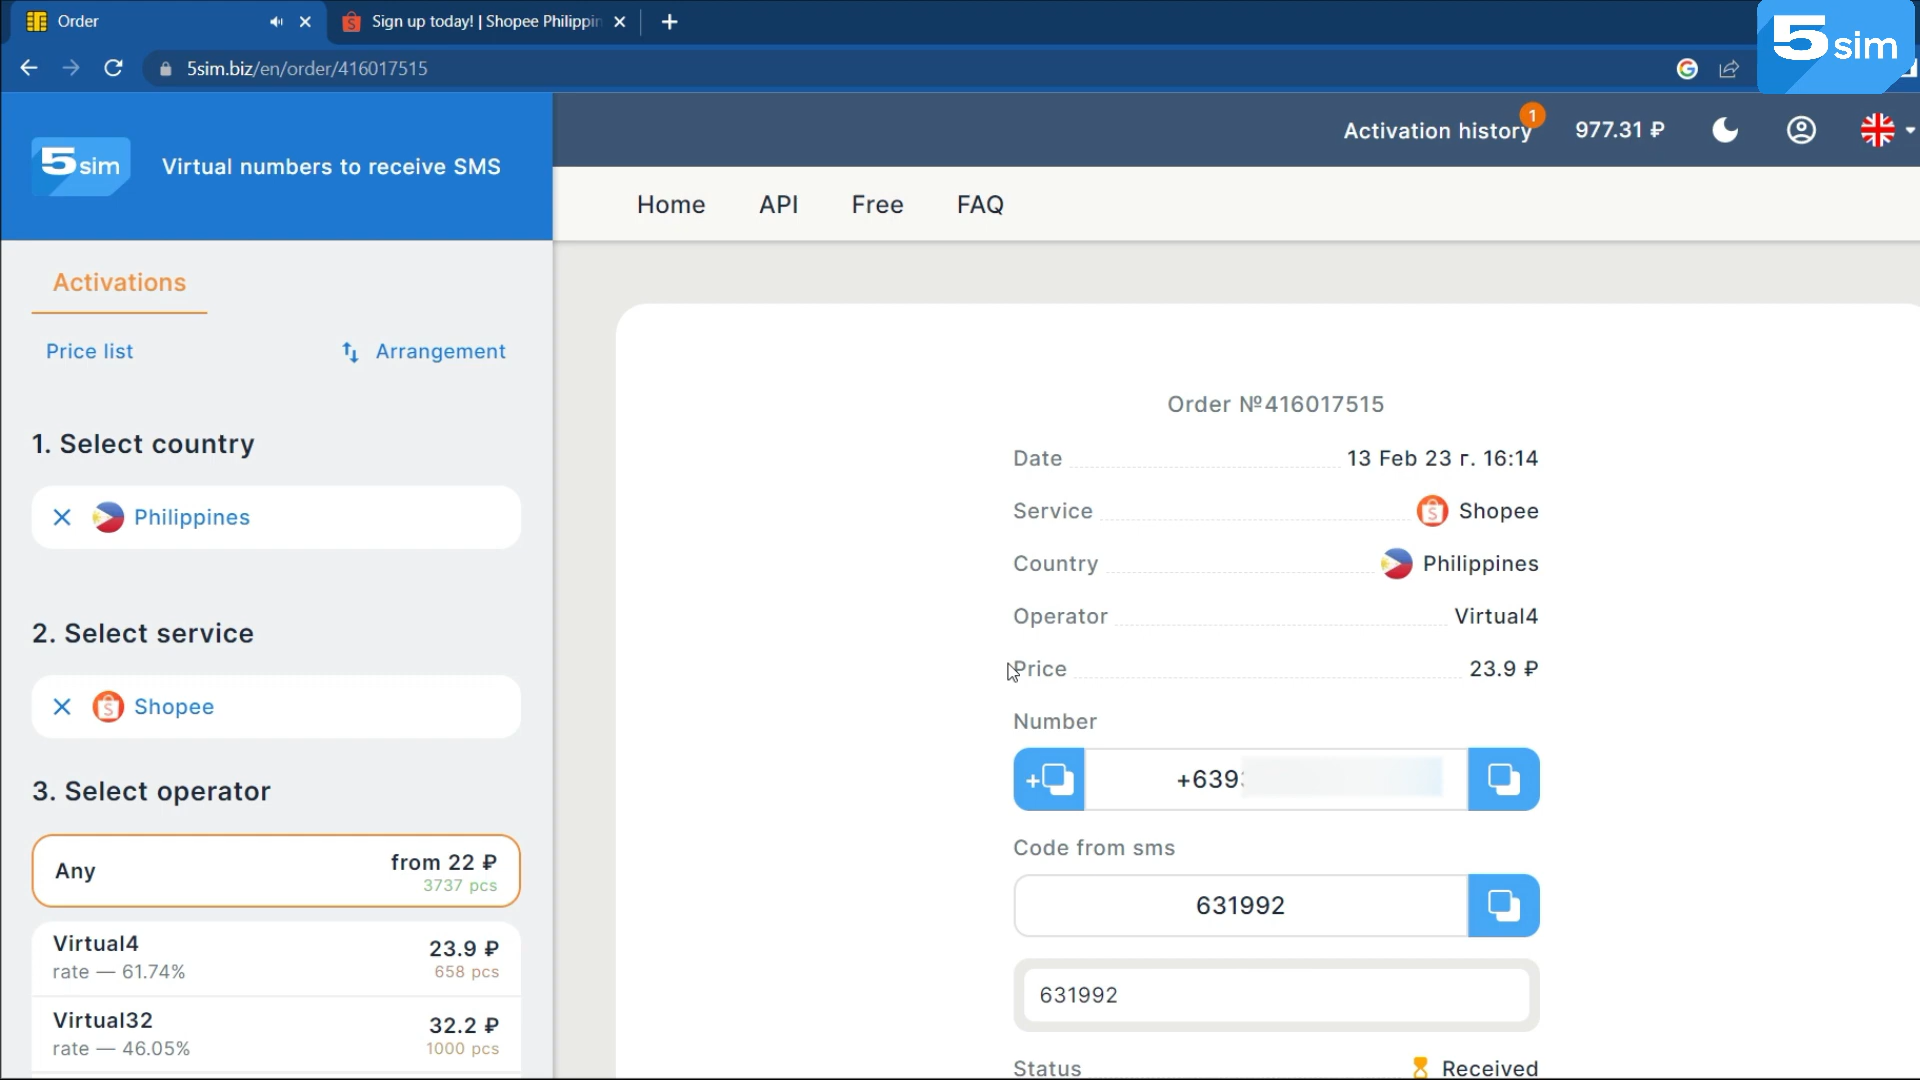 Order
Sign up today! | Shopee Philippin
5sim
5sim.biz/en/order/416017515
5sim
Virtual numbers to receive SMS
Activation history
1
977.31 ₽
Home
API
Free
FAQ
Activations
Price list
Arrangement
1. Select country
Philippines
2. Select service
Shopee
3. Select operator
Any
from 22 ₽
3737 pcs
Virtual4
23.9 ₽
rate — 61.74%
658 pcs
Virtual32
32.2 ₽
rate — 46.05%
1000 pcs
Order №416017515
Date 13 Feb 23 г. 16:14
Service Shopee
Country Philippines
Operator Virtual4
Price 23.9 ₽
Number
+639
Code from sms
631992
631992
Status Received